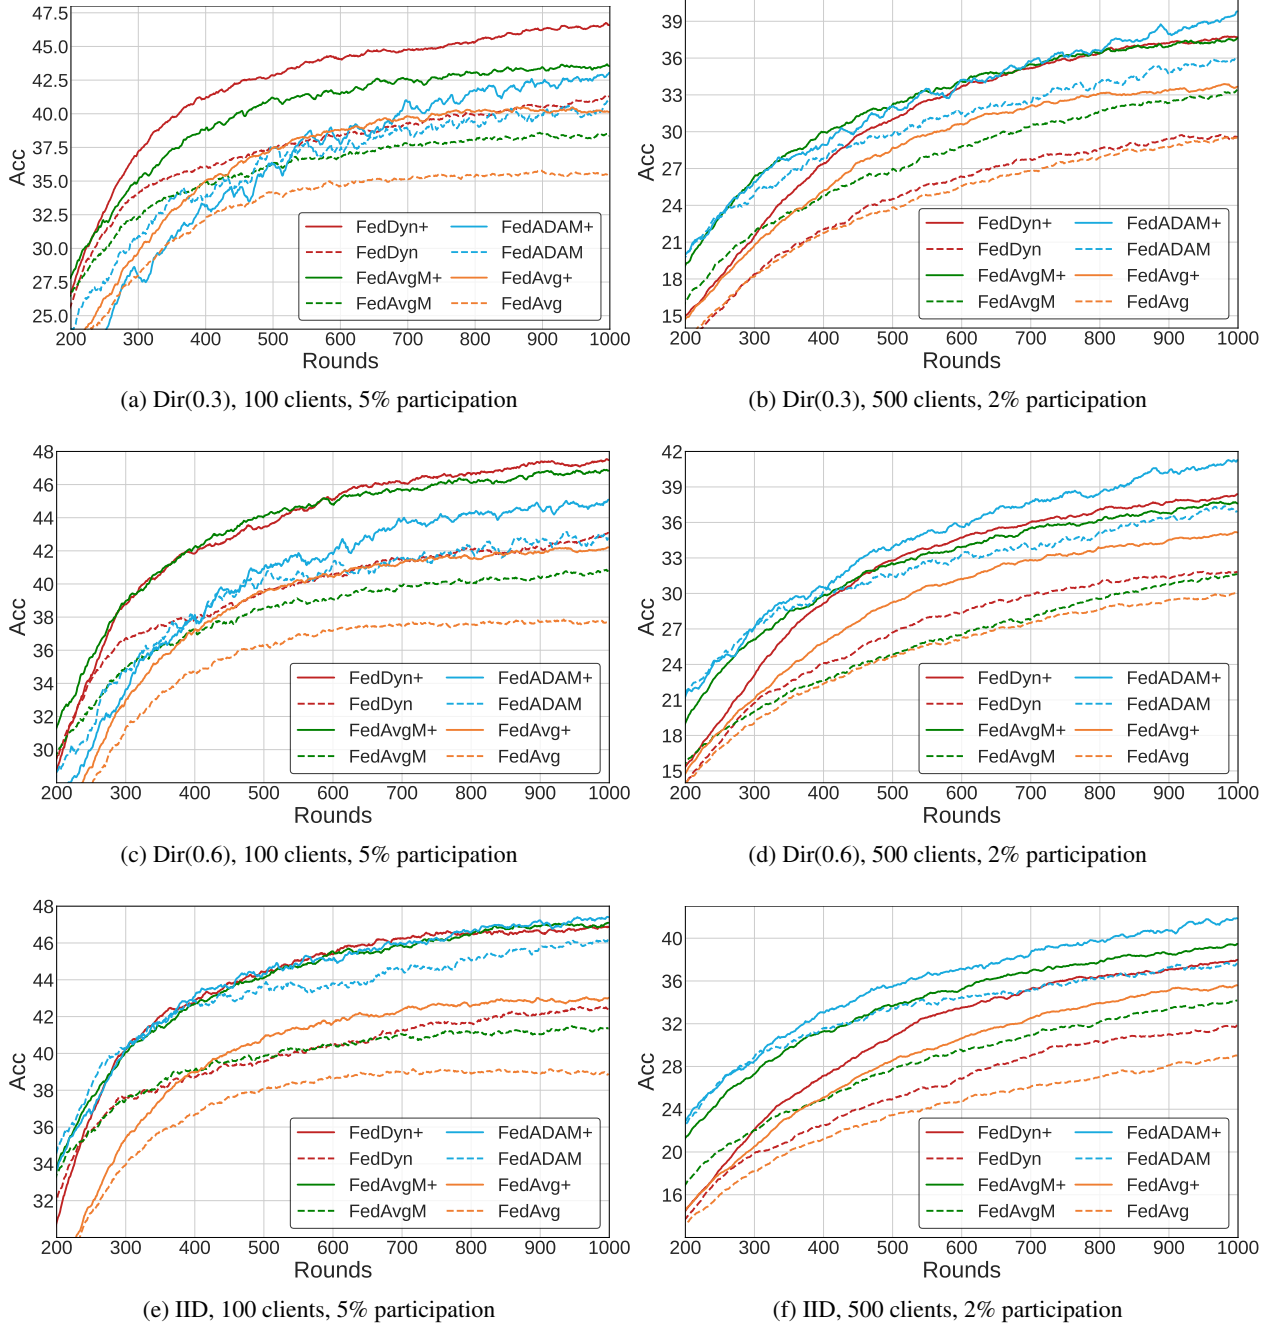 47.5
45.0
42.5
40.0
37.5
35.0
32.5
30.0
27.5
25.0
Acc
200 300 400 500 600 700 800 900 1000
Rounds
FedDyn+ FedADAM+
FedDyn FedADAM
FedAvgM+ FedAvg+
FedAvgM FedAvg
(a) Dir(0.3), 100 clients, 5% participation
39
36
33
30
27
24
21
18
15
Acc
200 300 400 500 600 700 800 900 1000
Rounds
FedDyn+ FedADAM+
FedDyn FedADAM
FedAvgM+ FedAvg+
FedAvgM FedAvg
(b) Dir(0.3), 500 clients, 2% participation
48
46
44
42
40
38
36
34
32
30
Acc
200 300 400 500 600 700 800 900 1000
Rounds
FedDyn+ FedADAM+
FedDyn FedADAM
FedAvgM+ FedAvg+
FedAvgM FedAvg
(c) Dir(0.6), 100 clients, 5% participation
42
39
36
33
30
27
24
21
18
15
Acc
200 300 400 500 600 700 800 900 1000
Rounds
FedDyn+ FedADAM+
FedDyn FedADAM
FedAvgM+ FedAvg+
FedAvgM FedAvg
(d) Dir(0.6), 500 clients, 2% participation
48
46
44
42
40
38
36
34
32
Acc
200 300 400 500 600 700 800 900 1000
Rounds
FedDyn+ FedADAM+
FedDyn FedADAM
FedAvgM+ FedAvg+
FedAvgM FedAvg
(e) IID, 100 clients, 5% participation
40
36
32
28
24
20
16
Acc
200 300 400 500 600 700 800 900 1000
Rounds
FedDyn+ FedADAM+
FedDyn FedADAM
FedAvgM+ FedAvg+
FedAvgM FedAvg
(f) IID, 500 clients, 2% participation